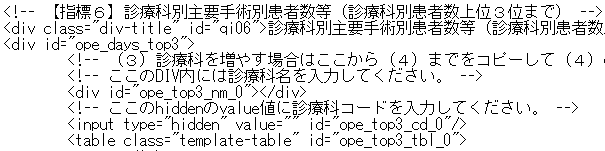 <!-- 【指標６】診療科別主要手術別患者数等（診療科別患者数上位３位まで） -->
<div class="div-title" id="qi06">診療科別主要手術別患者数等（診療科別患者数
<div id="ope_days_top3">
<!-- （３）診療科を増やす場合はここから（４）までをコピーして（４）
<!-- ここのDIV内には診療科名を入力してください。 -->
<div id="ope_top3_nm_0"></div>
<!-- ここのhiddenのvalue値に診療科コードを入力してください。 -->
<input type="hidden" value="" id="ope_top3_cd_0"/>
<table class="template-table" id="ope_top3_tbl_0">